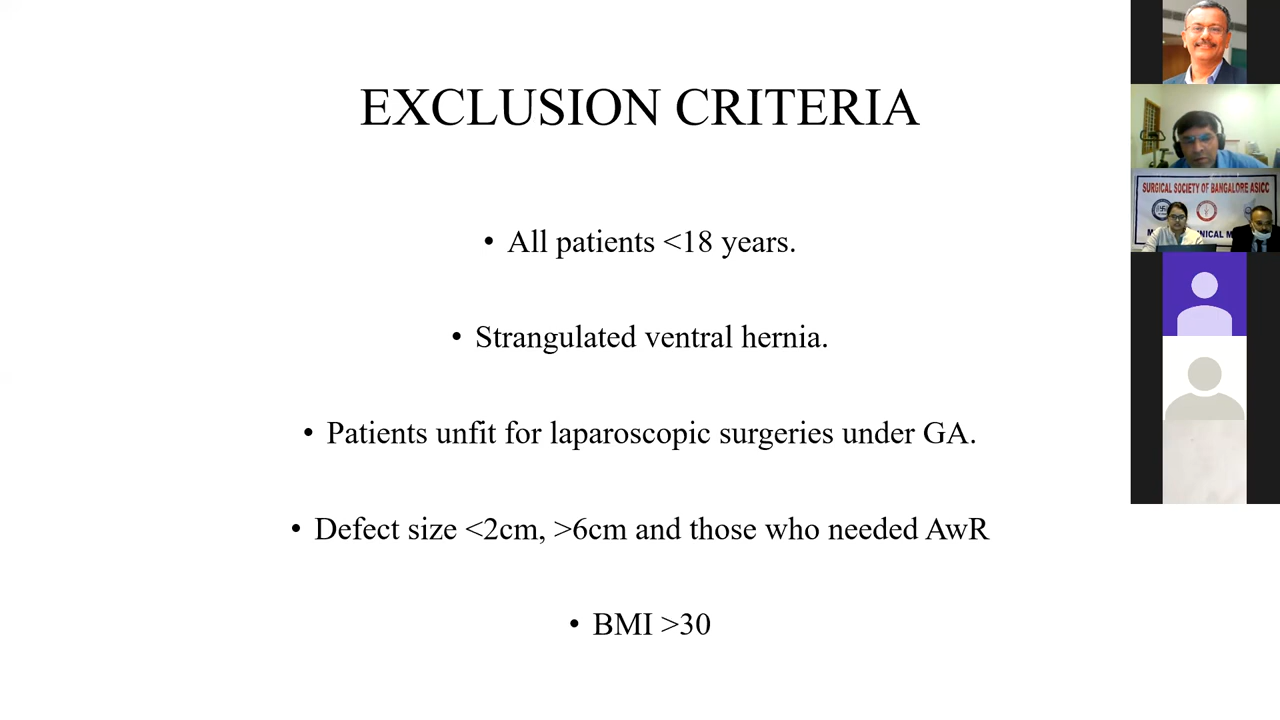 EXCLUSION CRITERIA
• All patients <18 years.
• Strangulated ventral hernia.
• Patients unfit for laparoscopic surgeries under GA.
• Defect size <2cm, >6cm and those who needed AwR
• BMI >30
SURGICAL SOCIETY OF BANGALORE ASICC